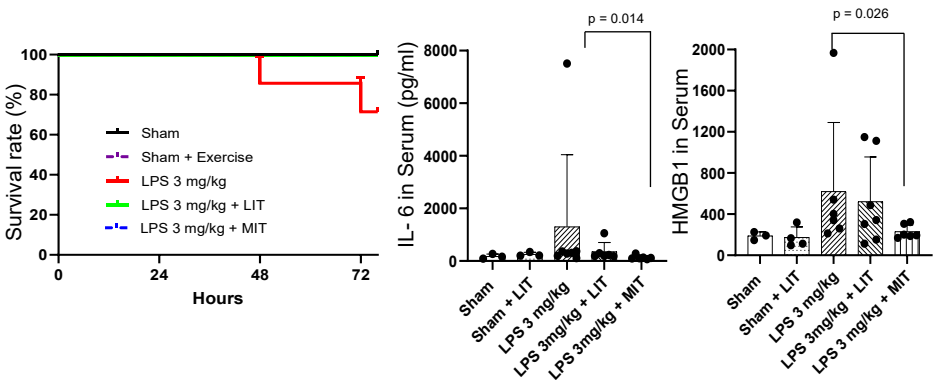 Survival rate (%)
100
80
60
40
20
0
0 24 48 72
Hours
Sham
Sham + Exercise
LPS 3 mg/kg
LPS 3 mg/kg + LIT
LPS 3 mg/kg + MIT
p = 0.014
IL- 6 in Serum (pg/ml)
8000
6000
4000
2000
0
Sham
Sham + LIT
LPS 3 mg/kg
LPS 3mg/kg + LIT
LPS 3mg/kg + MIT
p = 0.026
HMGB1 in Serum
2000
1600
1200
800
400
0
Sham
Sham + LIT
LPS 3 mg/kg
LPS 3mg/kg + LIT
LPS 3 mg/kg + MIT